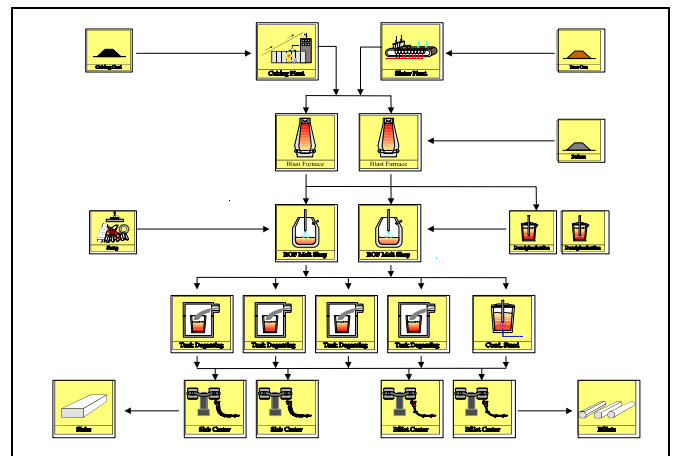 Coking Coal
Coking Plant
Sinter Plant
Iron Ore
Blast Furnace
Blast Furnace
Pellets
Scrap
BOF Melt Shop
BOF Melt Shop
Desulphurization
Desulphurization
Tank Degassing
Tank Degassing
Tank Degassing
Tank Degassing
Slabs
Slab Caster
Slab Caster
Billet Caster
Billet Caster
Billets